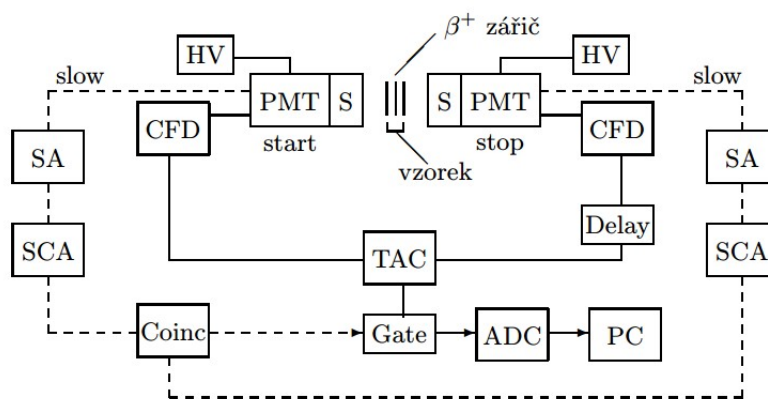 β⁺ zářič
HV
HV
slow
slow
PMT
S
S
PMT
CFD
CFD
start
stop
SA
SA
vzorek
Delay
SCA
SCA
TAC
Coinc
Gate
ADC
PC